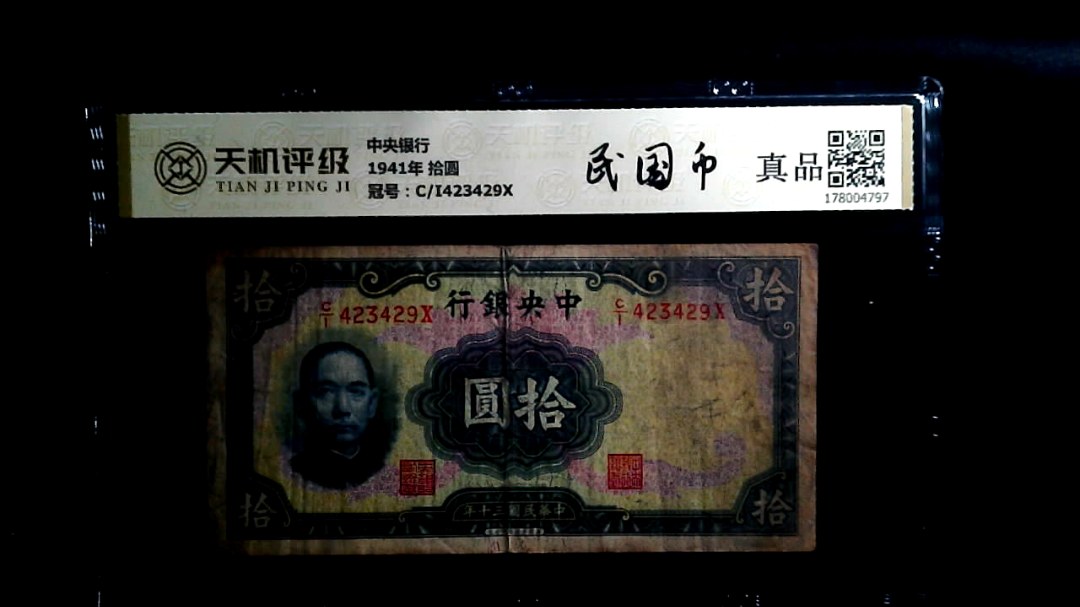 天机评级
TIAN JI PING JI
中央银行
1941年 拾圆
冠号：C/I423429X
民国币
真品
178004797
拾
拾
C/I 423429X
行銀央中
C/I 423429X
圓拾
年十三國民華中
拾
拾